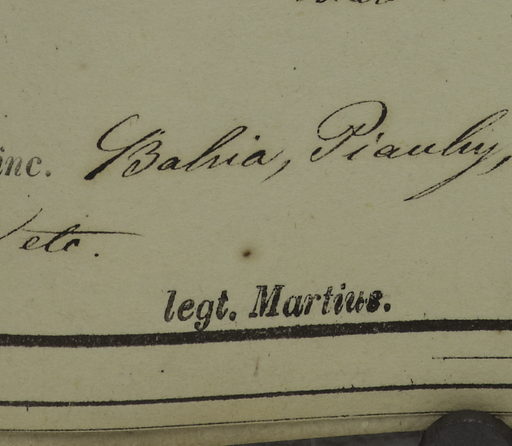 inc. Bahia, Piauhy,
etc.
legt. Martius.